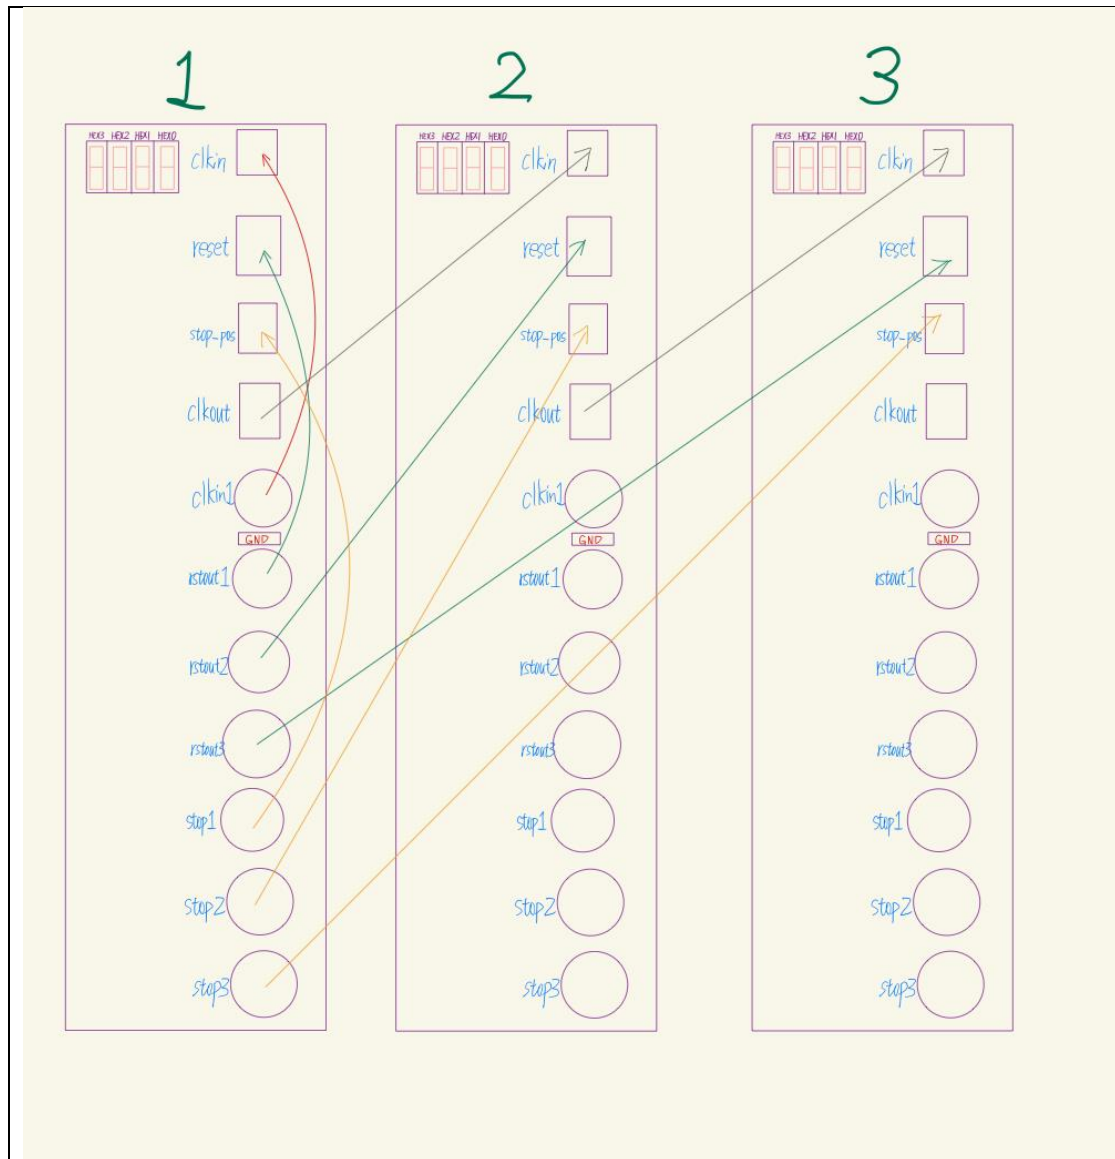 1 2 3
HEX3 HEX2 HEX1 HEX0 clkin HEX3 HEX2 HEX1 HEX0 clkin HEX3 HEX2 HEX1 HEX0 clkin
reset reset reset
stop_pos stop_pos stop_pos
clkout clkout clkout
clkin1 clkin1 clkin1
GND GND GND
rstout1 rstout1 rstout1
rstout2 rstout2 rstout2
rstout3 rstout3 rstout3
stop1 stop1 stop1
stop2 stop2 stop2
stop3 stop3 stop3